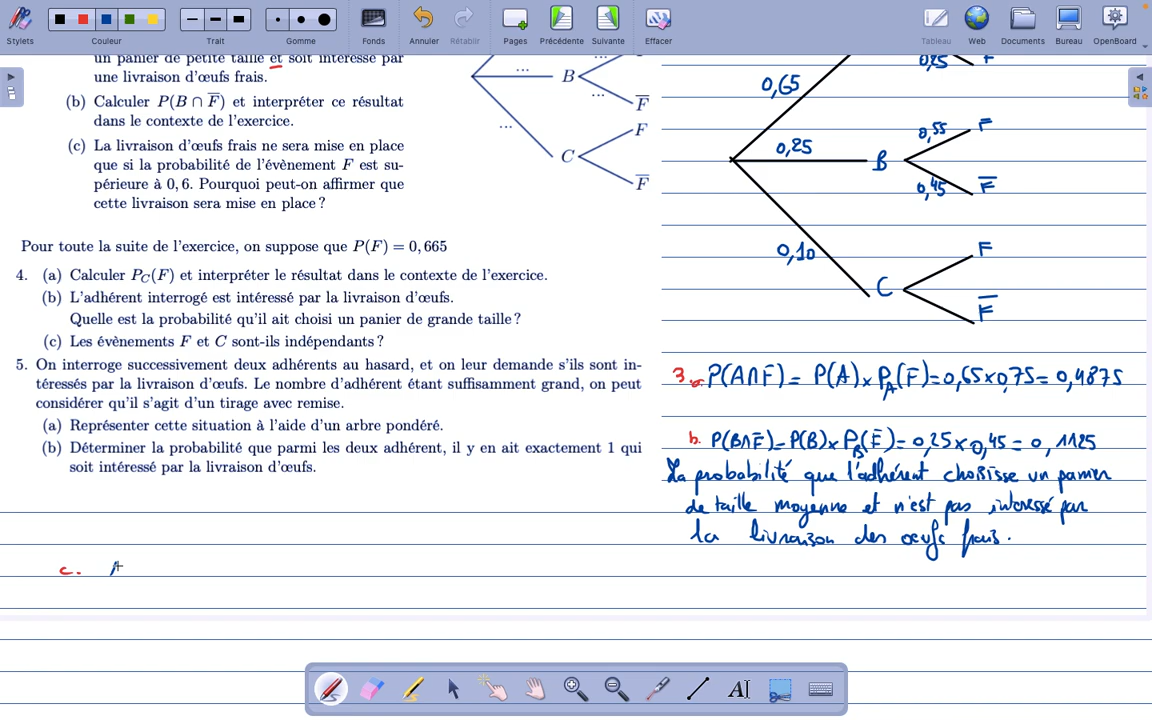 Stylets Couleur Trait Gomme Fonds Annuler Rétablir Pages Précédente Suivante Effacer Tableau Web Documents Bureau OpenBoard
un panier de petite taille et soit intéressé par
une livraison d'œufs frais.
(b) Calculer P(B ∩ F̅) et interpréter ce résultat
dans le contexte de l'exercice.
(c) La livraison d'œufs frais ne sera mise en place
que si la probabilité de l'évènement F est su-
périeure à 0, 6. Pourquoi peut-on affirmer que
cette livraison sera mise en place ?
... B ... ... F̅
... C F
F̅
0,65 0,25 F
0,25 B 0,55 F
0,45 F̅
0,10 C F
F̅
Pour toute la suite de l'exercice, on suppose que P(F) = 0, 665
4. (a) Calculer P_C(F) et interpréter le résultat dans le contexte de l'exercice.
(b) L'adhérent interrogé est intéressé par la livraison d'œufs.
Quelle est la probabilité qu'il ait choisi un panier de grande taille ?
(c) Les évènements F et C sont-ils indépendants ?
5. On interroge successivement deux adhérents au hasard, et on leur demande s'ils sont in-
téressés par la livraison d'œufs. Le nombre d'adhérent étant suffisamment grand, on peut
considérer qu'il s'agit d'un tirage avec remise.
(a) Représenter cette situation à l'aide d'un arbre pondéré.
(b) Déterminer la probabilité que parmi les deux adhérent, il y en ait exactement 1 qui
soit intéressé par la livraison d'œufs.
3. a P(A∩F) = P(A) × P_A(F) = 0,65 × 0,75 = 0,4875
b. P(B∩F̅) = P(B) × P_B(F̅) = 0,25 × 0,45 = 0,1125
La probabilité que l'adhérent choisisse un panier
de taille moyenne et n'est pas intéressé par
la livraison des œufs frais.
c.